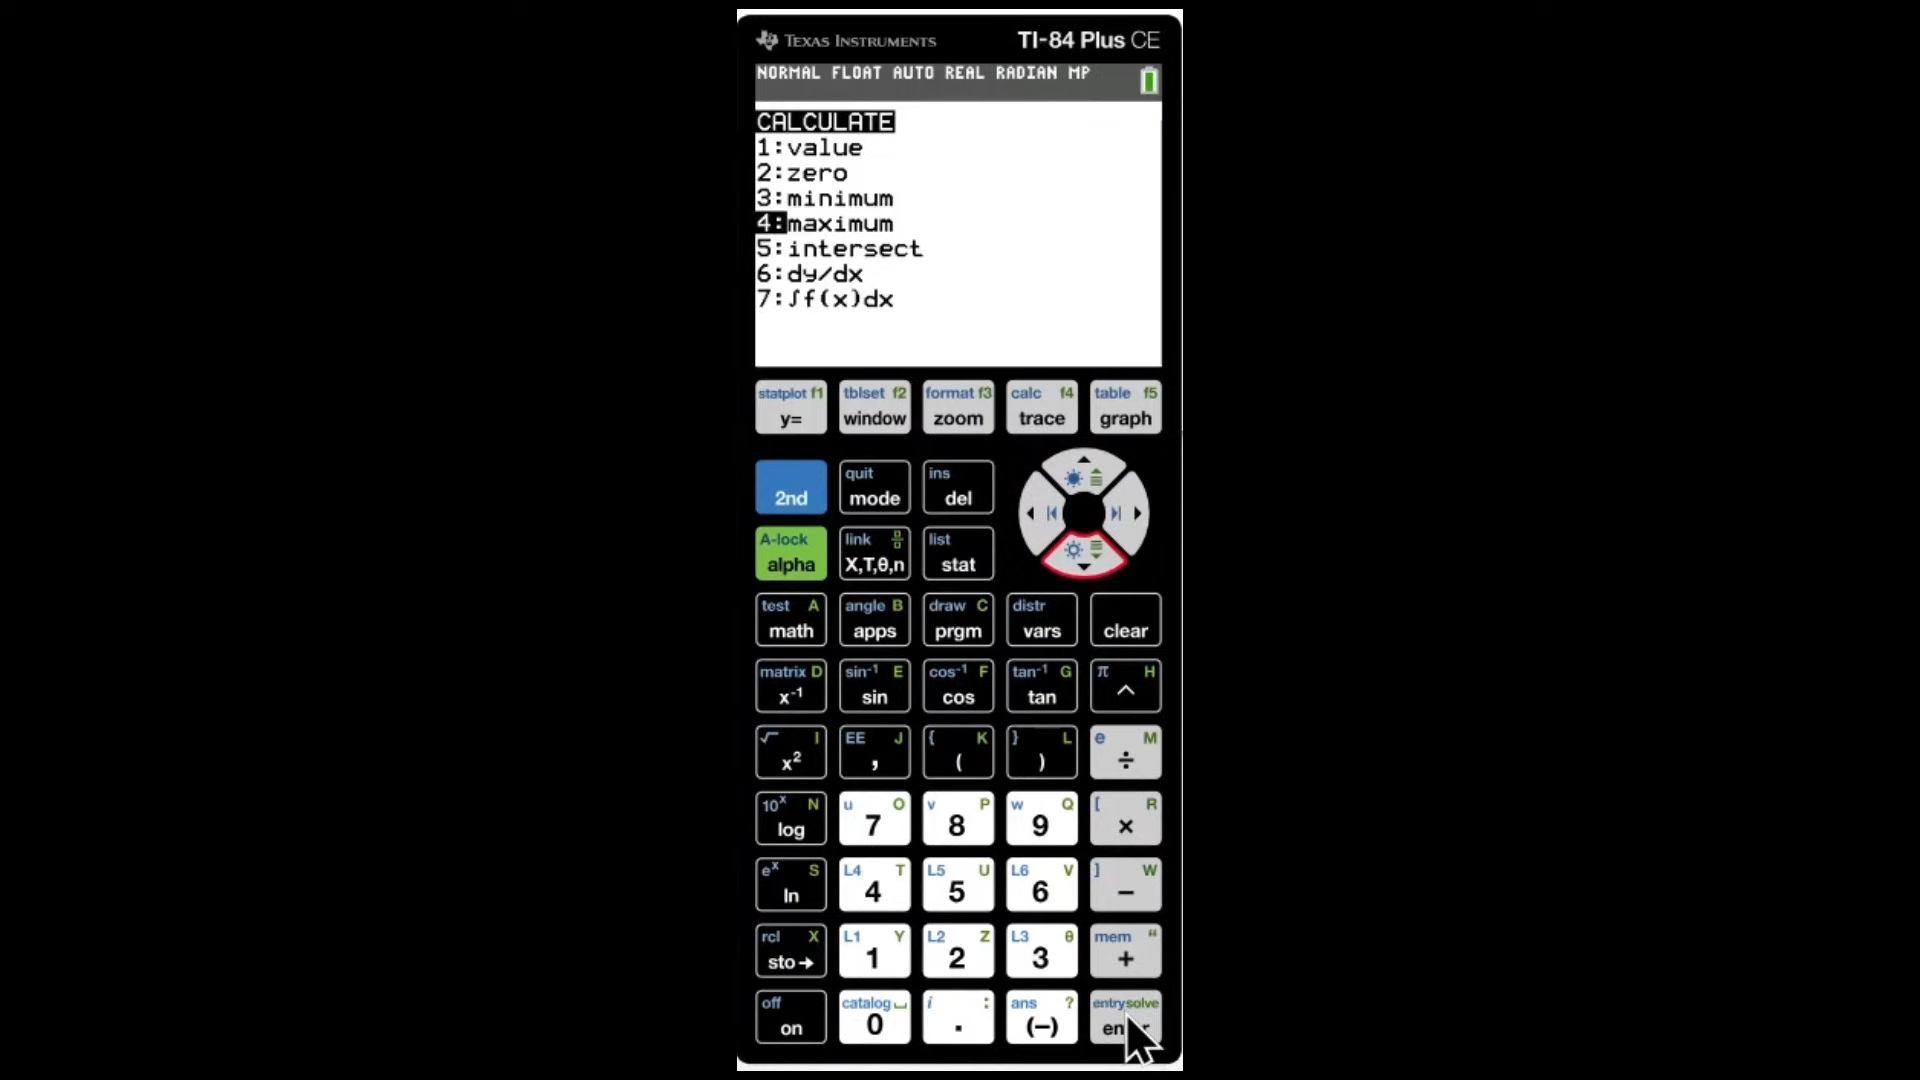 TEXAS INSTRUMENTS TI-84 Plus CE
NORMAL FLOAT AUTO REAL RADIAN MP
CALCULATE
1:value
2:zero
3:minimum
4:maximum
5:intersect
6:dy/dx
7:∫f(x)dx
statplot f1 tblset f2 format f3 calc f4 table f5
y= window zoom trace graph
quit ins
2nd mode del
A-lock link list
alpha X,T,θ,n stat
test A angle B draw C distr
math apps prgm vars clear
matrix D sin⁻¹ E cos⁻¹ F tan⁻¹ G π H
x⁻¹ sin cos tan ^
√ I EE J { K } L e M
x² , ( ) ÷
10ˣ N u O v P w Q [ R
log 7 8 9 ×
eˣ S L4 T L5 U L6 V ] W
ln 4 5 6 −
rcl X L1 Y L2 Z L3 θ mem "
sto→ 1 2 3 +
off catalog ⎵ i : ans ? entry solve
on 0 . (−)